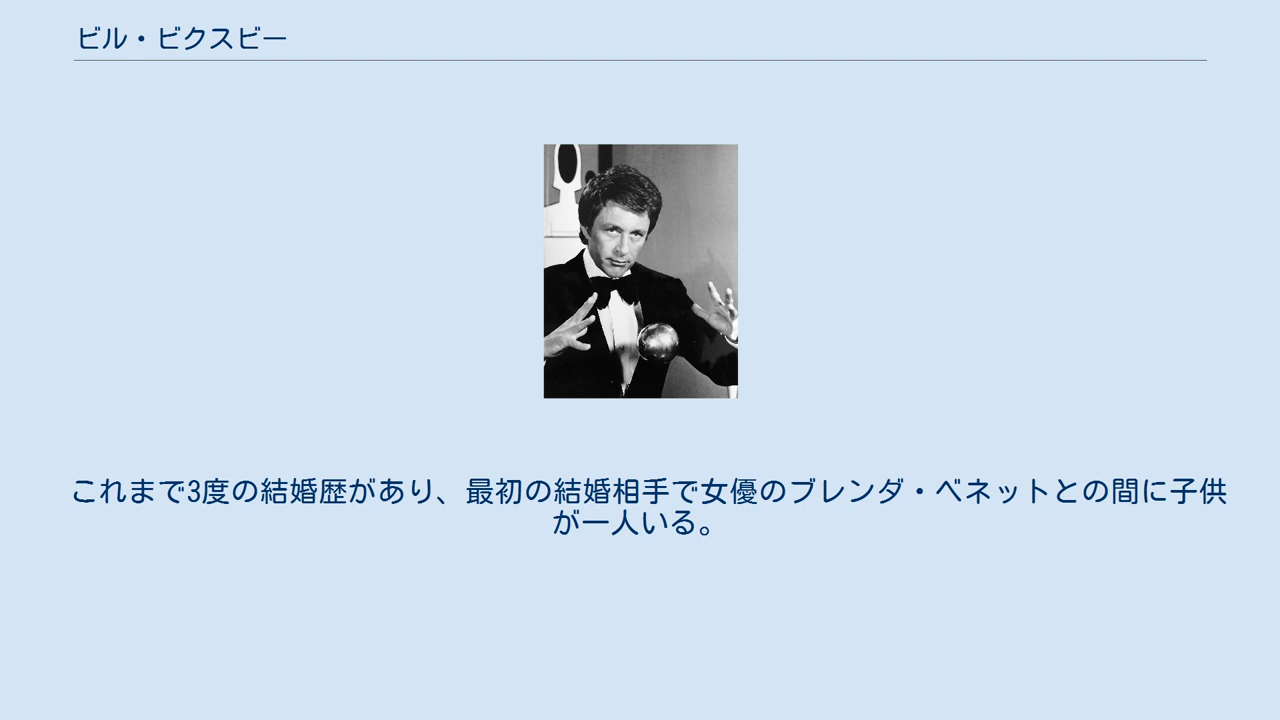 ビル・ビクスビー
これまで3度の結婚歴があり、最初の結婚相手で女優のブレンダ・ベネットとの間に子供
が一人いる。